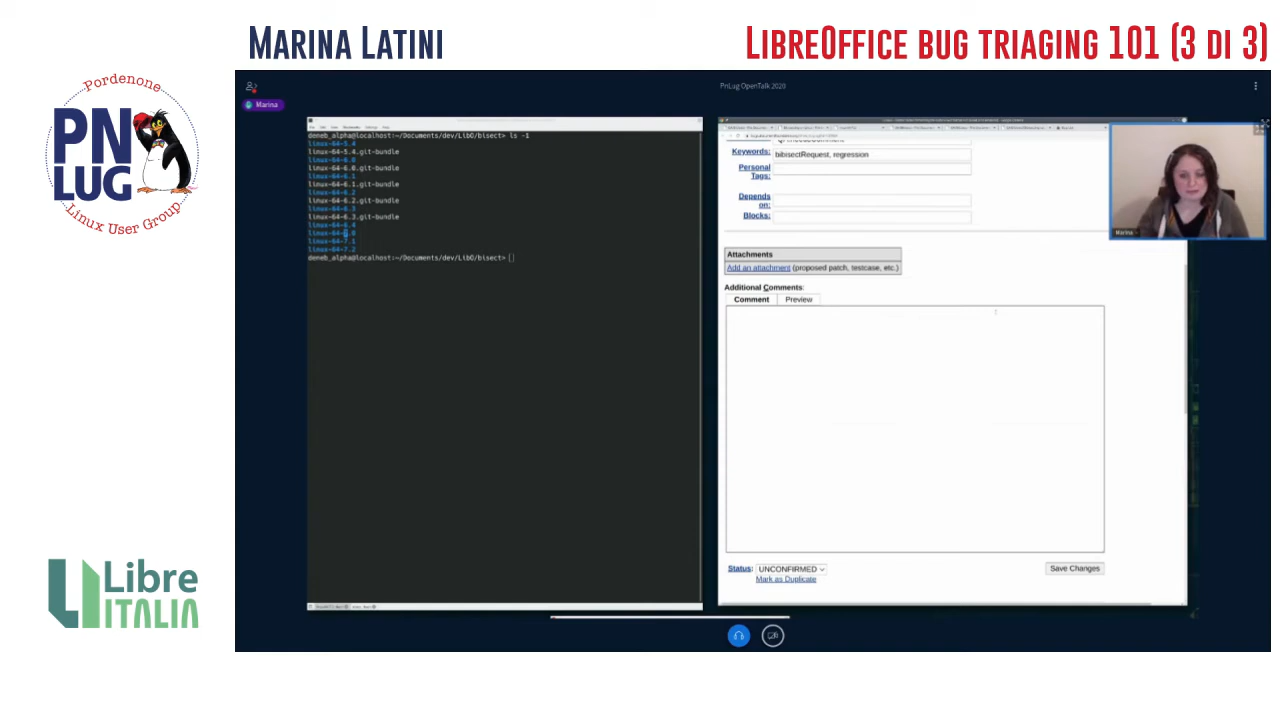 MARINA LATINI
LIBREOFFICE BUG TRIAGING 101 (3 DI 3)
Pordenone
PN
LUG
Linux User Group
Libre
ITALIA
PnLug OpenTalk 2020
Marina
deneb_alpha@localhost:~/Documents/dev/LibO/bisect> ls -1
linux-64-5.4
linux-64-5.4.git-bundle
linux-64-6.0
linux-64-6.0.git-bundle
linux-64-6.1
linux-64-6.1.git-bundle
linux-64-6.2
linux-64-6.2.git-bundle
linux-64-6.3
linux-64-6.3.git-bundle
linux-64-6.4
linux-64-7.0
linux-64-7.1
linux-64-7.2
deneb_alpha@localhost:~/Documents/dev/LibO/bisect>
Keywords: bibisectRequest, regression
Personal
Tags:
Depends
on:
Blocks:
Attachments
Add an attachment (proposed patch, testcase, etc.)
Additional Comments:
Comment Preview
Status: UNCONFIRMED
Mark as Duplicate
Save Changes
Marina